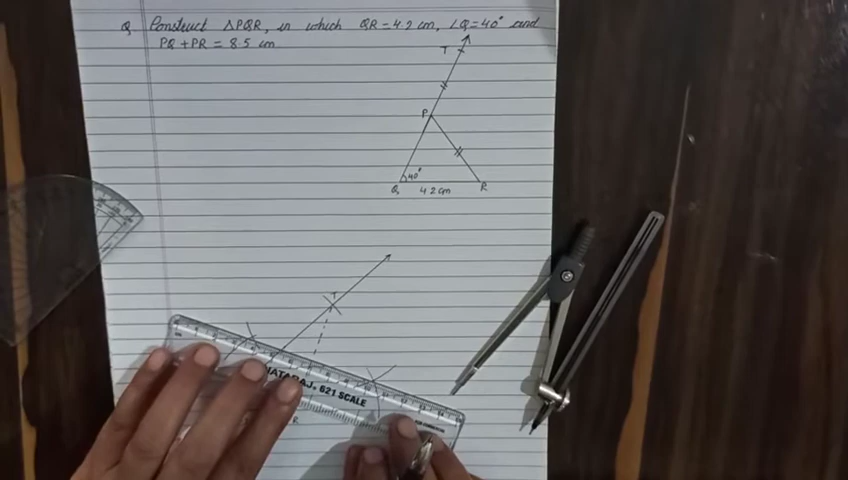 Q Construct △PQR, in which QR = 4.2 cm, ∠Q = 40° and
PQ + PR = 8.5 cm
T
P
40°
Q 4.2 cm R
T
NATARAJ 621 SCALE
R